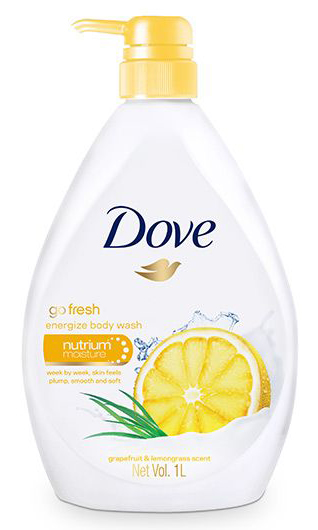 Dove
go fresh
energize body wash
nutrium
moisture
week by week, skin feels
plump, smooth and soft
grapefruit & lemongrass scent
Net Vol. 1L